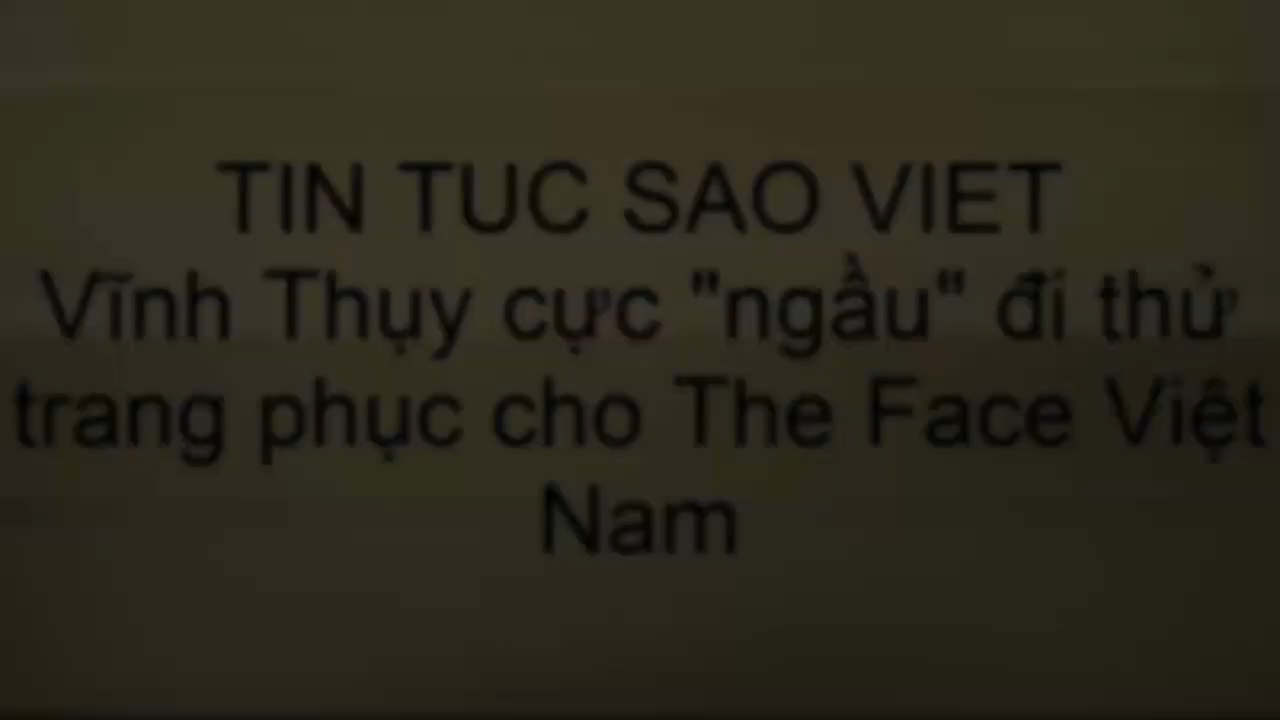 TIN TUC SAO VIET
Vĩnh Thụy cực "ngầu" đi thử
trang phục cho The Face Việt
Nam